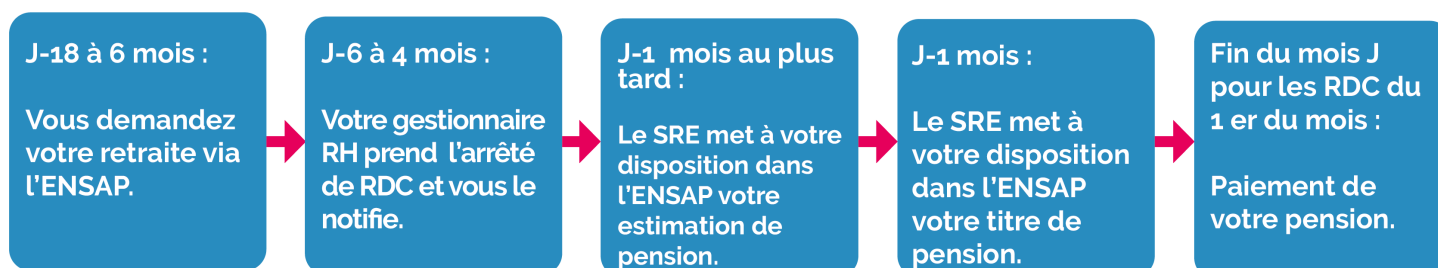 J-18 à 6 mois :
Vous demandez
votre retraite via
l'ENSAP.
J-6 à 4 mois :
Votre gestionnaire
RH prend l'arrêté
de RDC et vous le
notifie.
J-1 mois au plus
tard :
Le SRE met à votre
disposition dans
l'ENSAP votre
estimation de
pension.
J-1 mois :
Le SRE met à
votre disposition
dans l'ENSAP
votre titre de
pension.
Fin du mois J
pour les RDC du
1 er du mois :
Paiement de
votre pension.